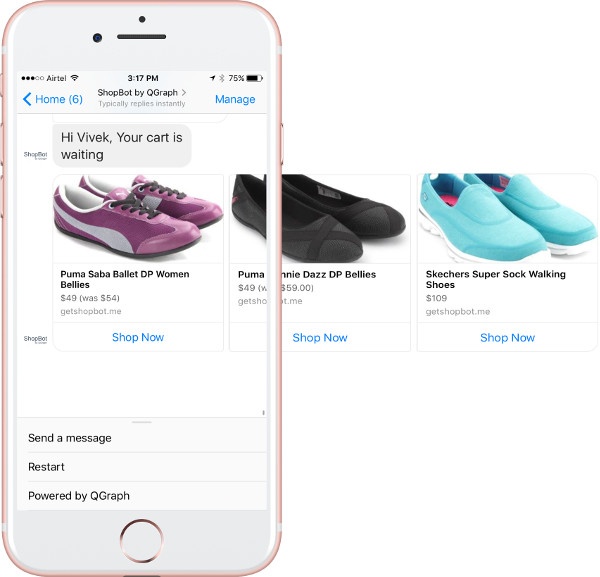 Airtel 3:17 PM 75%
Home (6) ShopBot by QGraph Manage
Typically replies instantly
Hi Vivek, Your cart is
waiting
ShopBot
Puma Saba Ballet DP Women
Bellies
$49 (was $54)
getshopbot.me
Shop Now
Puma nnie Dazz DP Bellies
$49 (w $59.00)
getshopbot.me
Shop Now
Skechers Super Sock Walking
Shoes
$109
getshopbot.me
Shop Now
ShopBot
Send a message
Restart
Powered by QGraph